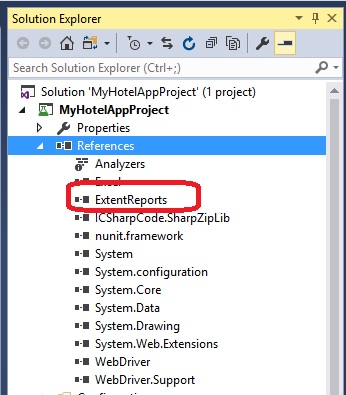 Solution Explorer
Search Solution Explorer (Ctrl+;)
Solution 'MyHotelAppProject' (1 project)
MyHotelAppProject
Properties
References
Analyzers
Excel
ExtentReports
ICSharpCode.SharpZipLib
nunit.framework
System
System.configuration
System.Core
System.Data
System.Drawing
System.Web.Extensions
WebDriver
WebDriver.Support